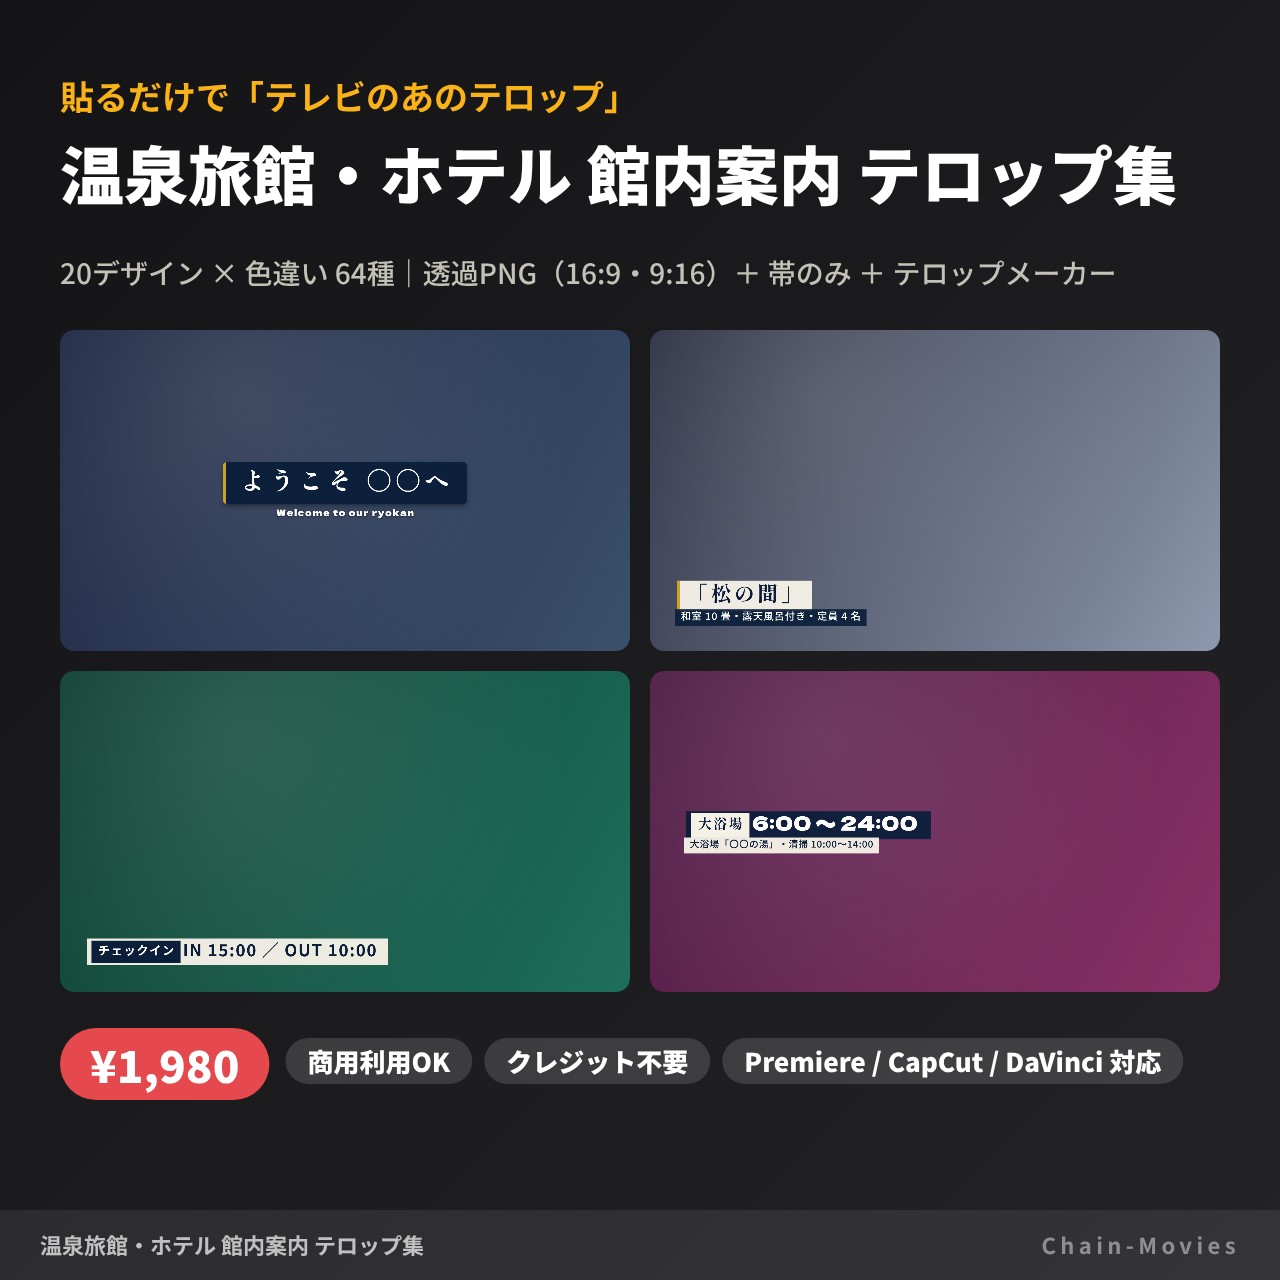 貼るだけで「テレビのあのテロップ」
温泉旅館・ホテル 館内案内 テロップ集
20デザイン × 色違い 64種｜透過PNG（16:9・9:16）＋ 帯のみ ＋ テロップメーカー
ようこそ 〇〇へ
Welcome to our ryokan
「松の間」
和室 10 畳・露天風呂付き・定員 4 名
チェックイン IN 15:00 ／ OUT 10:00
大浴場 6:00 〜 24:00
大浴場「〇〇の湯」・清掃 10:00〜14:00
¥1,980 商用利用OK クレジット不要 Premiere / CapCut / DaVinci 対応
温泉旅館・ホテル 館内案内 テロップ集 Chain-Movies